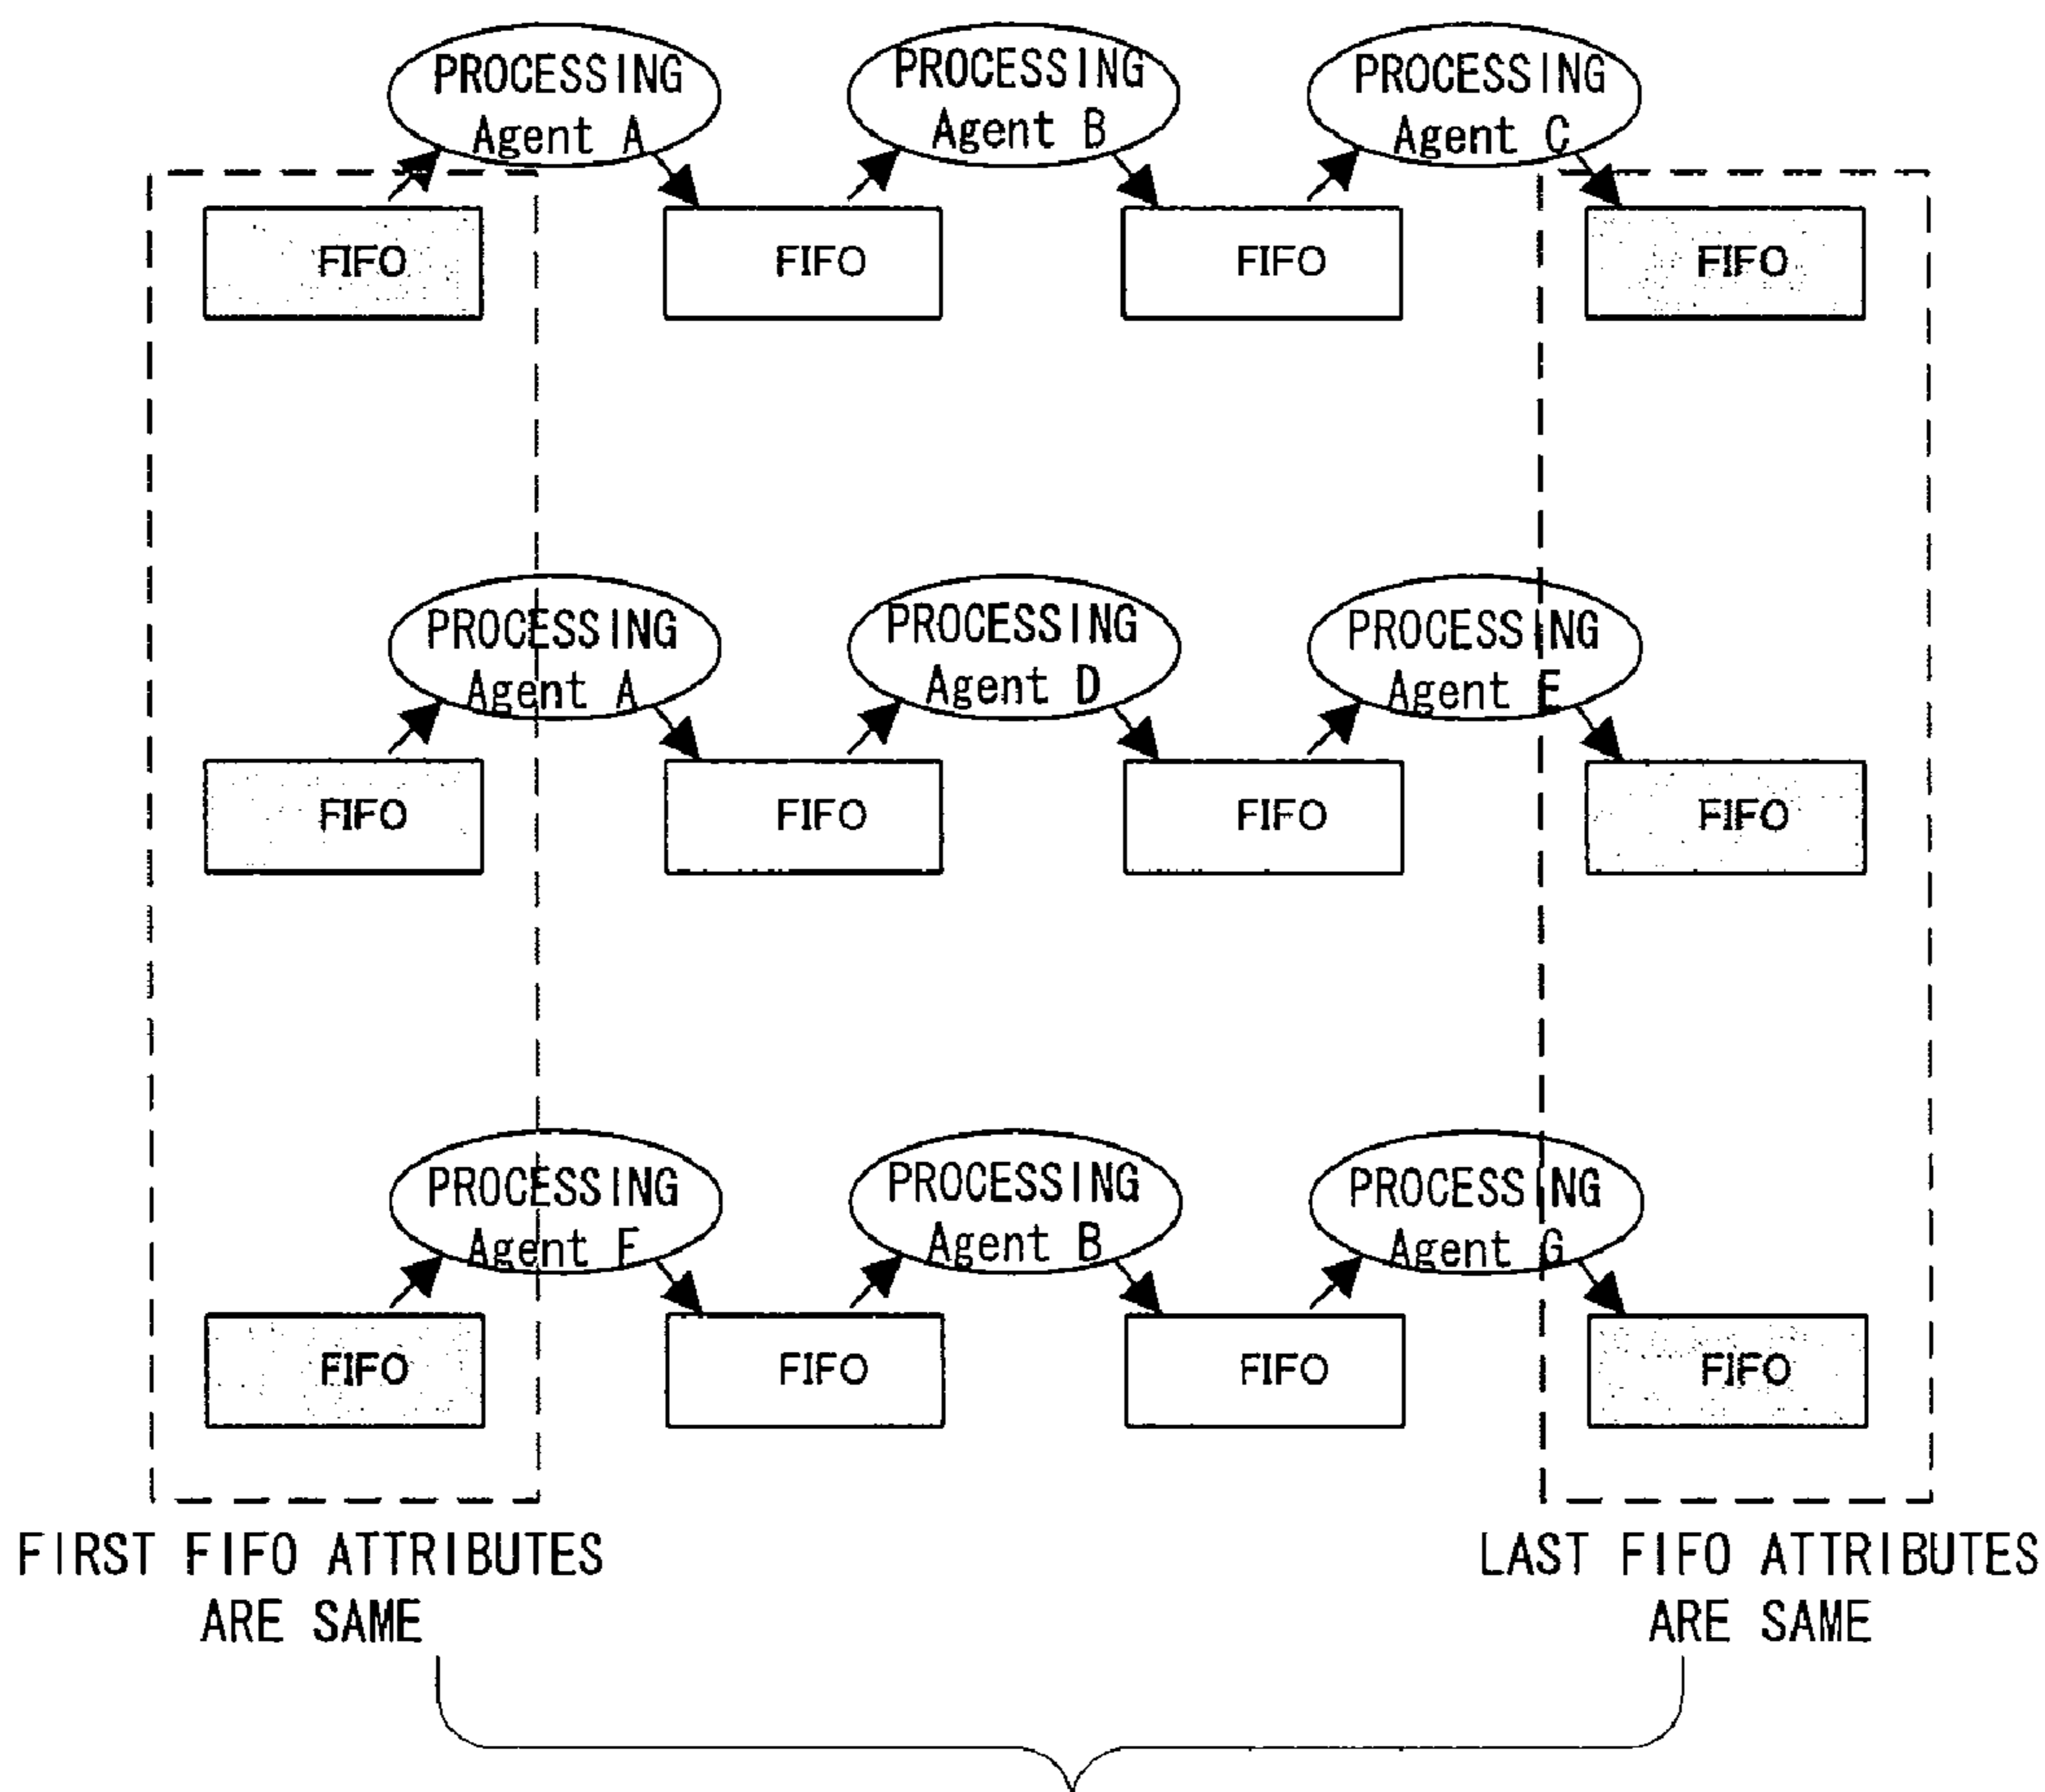 PROCESSING
Agent A
PROCESSING
Agent B
PROCESSING
Agent C
FIFO
FIFO
FIFO
FIFO
PROCESSING
Agent A
PROCESSING
Agent D
PROCESSING
Agent E
FIFO
FIFO
FIFO
FIFO
PROCESSING
Agent F
PROCESSING
Agent B
PROCESSING
Agent G
FIFO
FIFO
FIFO
FIFO
FIRST FIFO ATTRIBUTES
ARE SAME
LAST FIFO ATTRIBUTES
ARE SAME